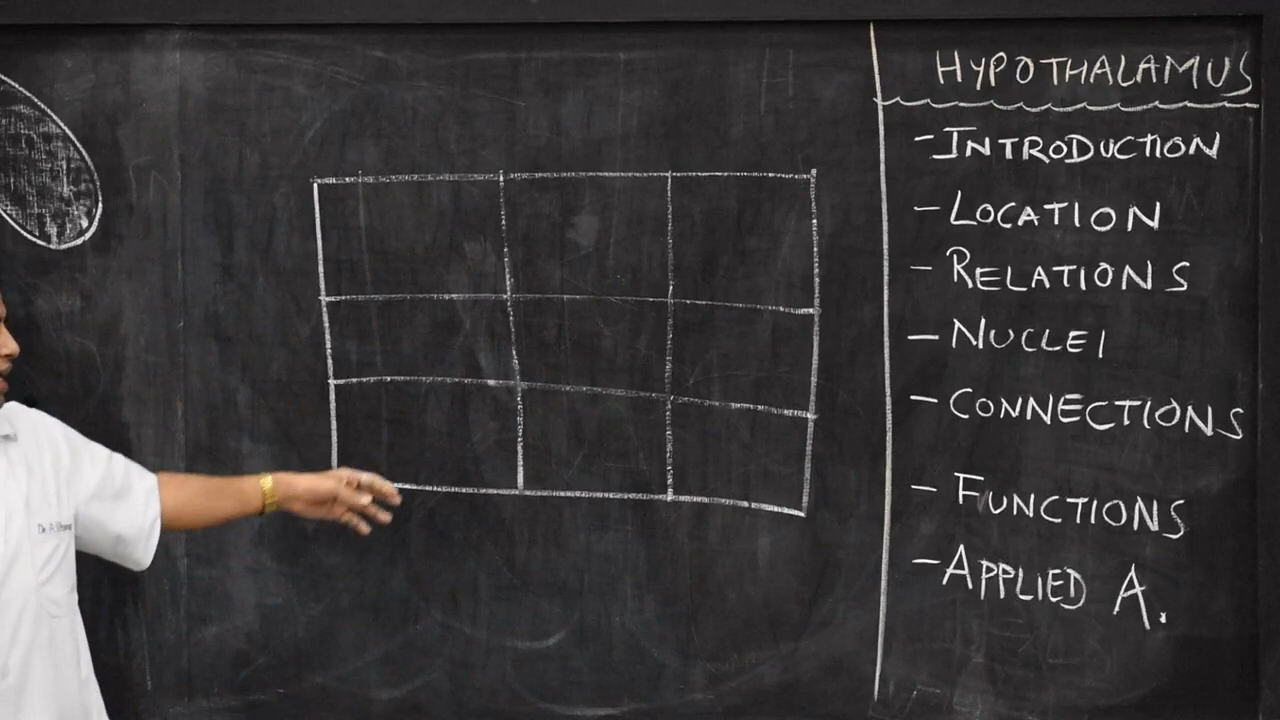 HYPOTHALAMUS
- INTRODUCTION
- LOCATION
- RELATIONS
- NUCLEI
- CONNECTIONS
- FUNCTIONS
- APPLIED A.